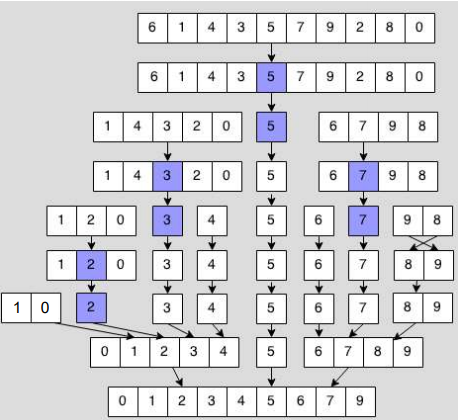 6 1 4 3 5 7 9 2 8 0
6 1 4 3 5 7 9 2 8 0
1 4 3 2 0 5 6 7 9 8
1 4 3 2 0 5 6 7 9 8
1 2 0 3 4 5 6 7 9 8
1 2 0 3 4 5 6 7 8 9
1 0 2 3 4 5 6 7 8 9
0 1 2 3 4 5 6 7 8 9
0 1 2 3 4 5 6 7 9